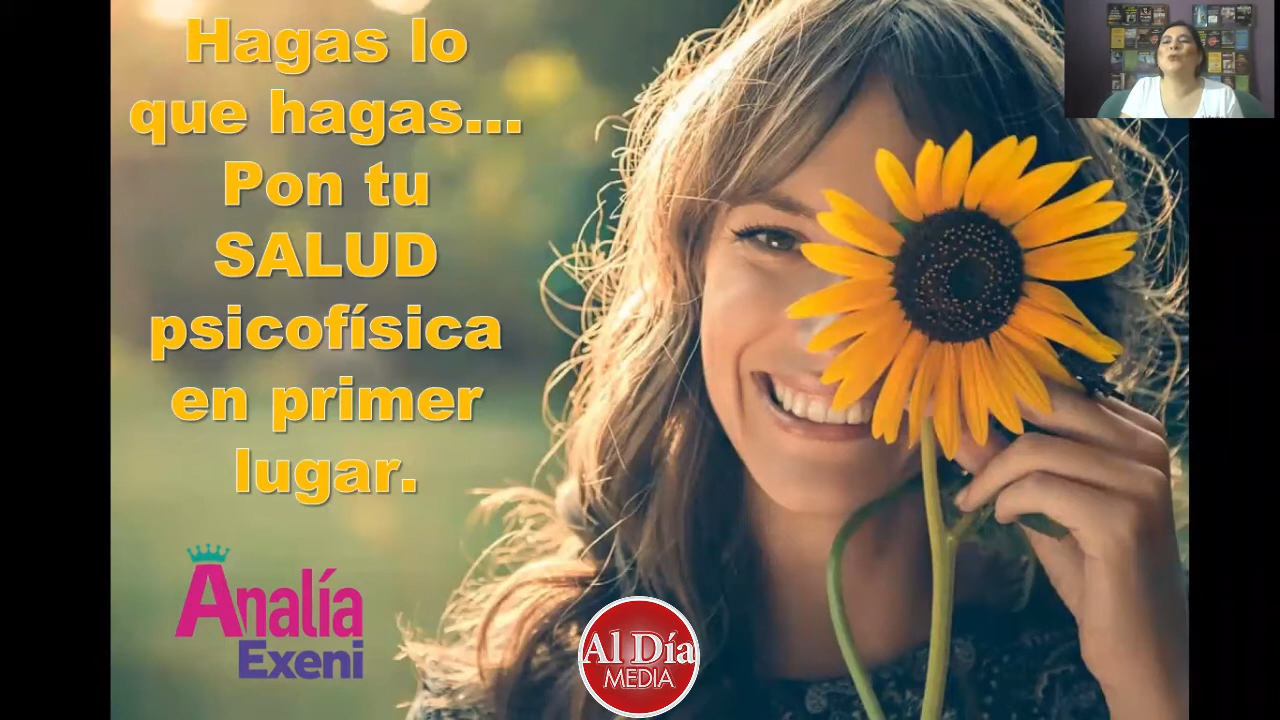 Hagas lo
que hagas...
Pon tu
SALUD
psicofísica
en primer
lugar.
Analía
Exeni
Al Día
MEDIA